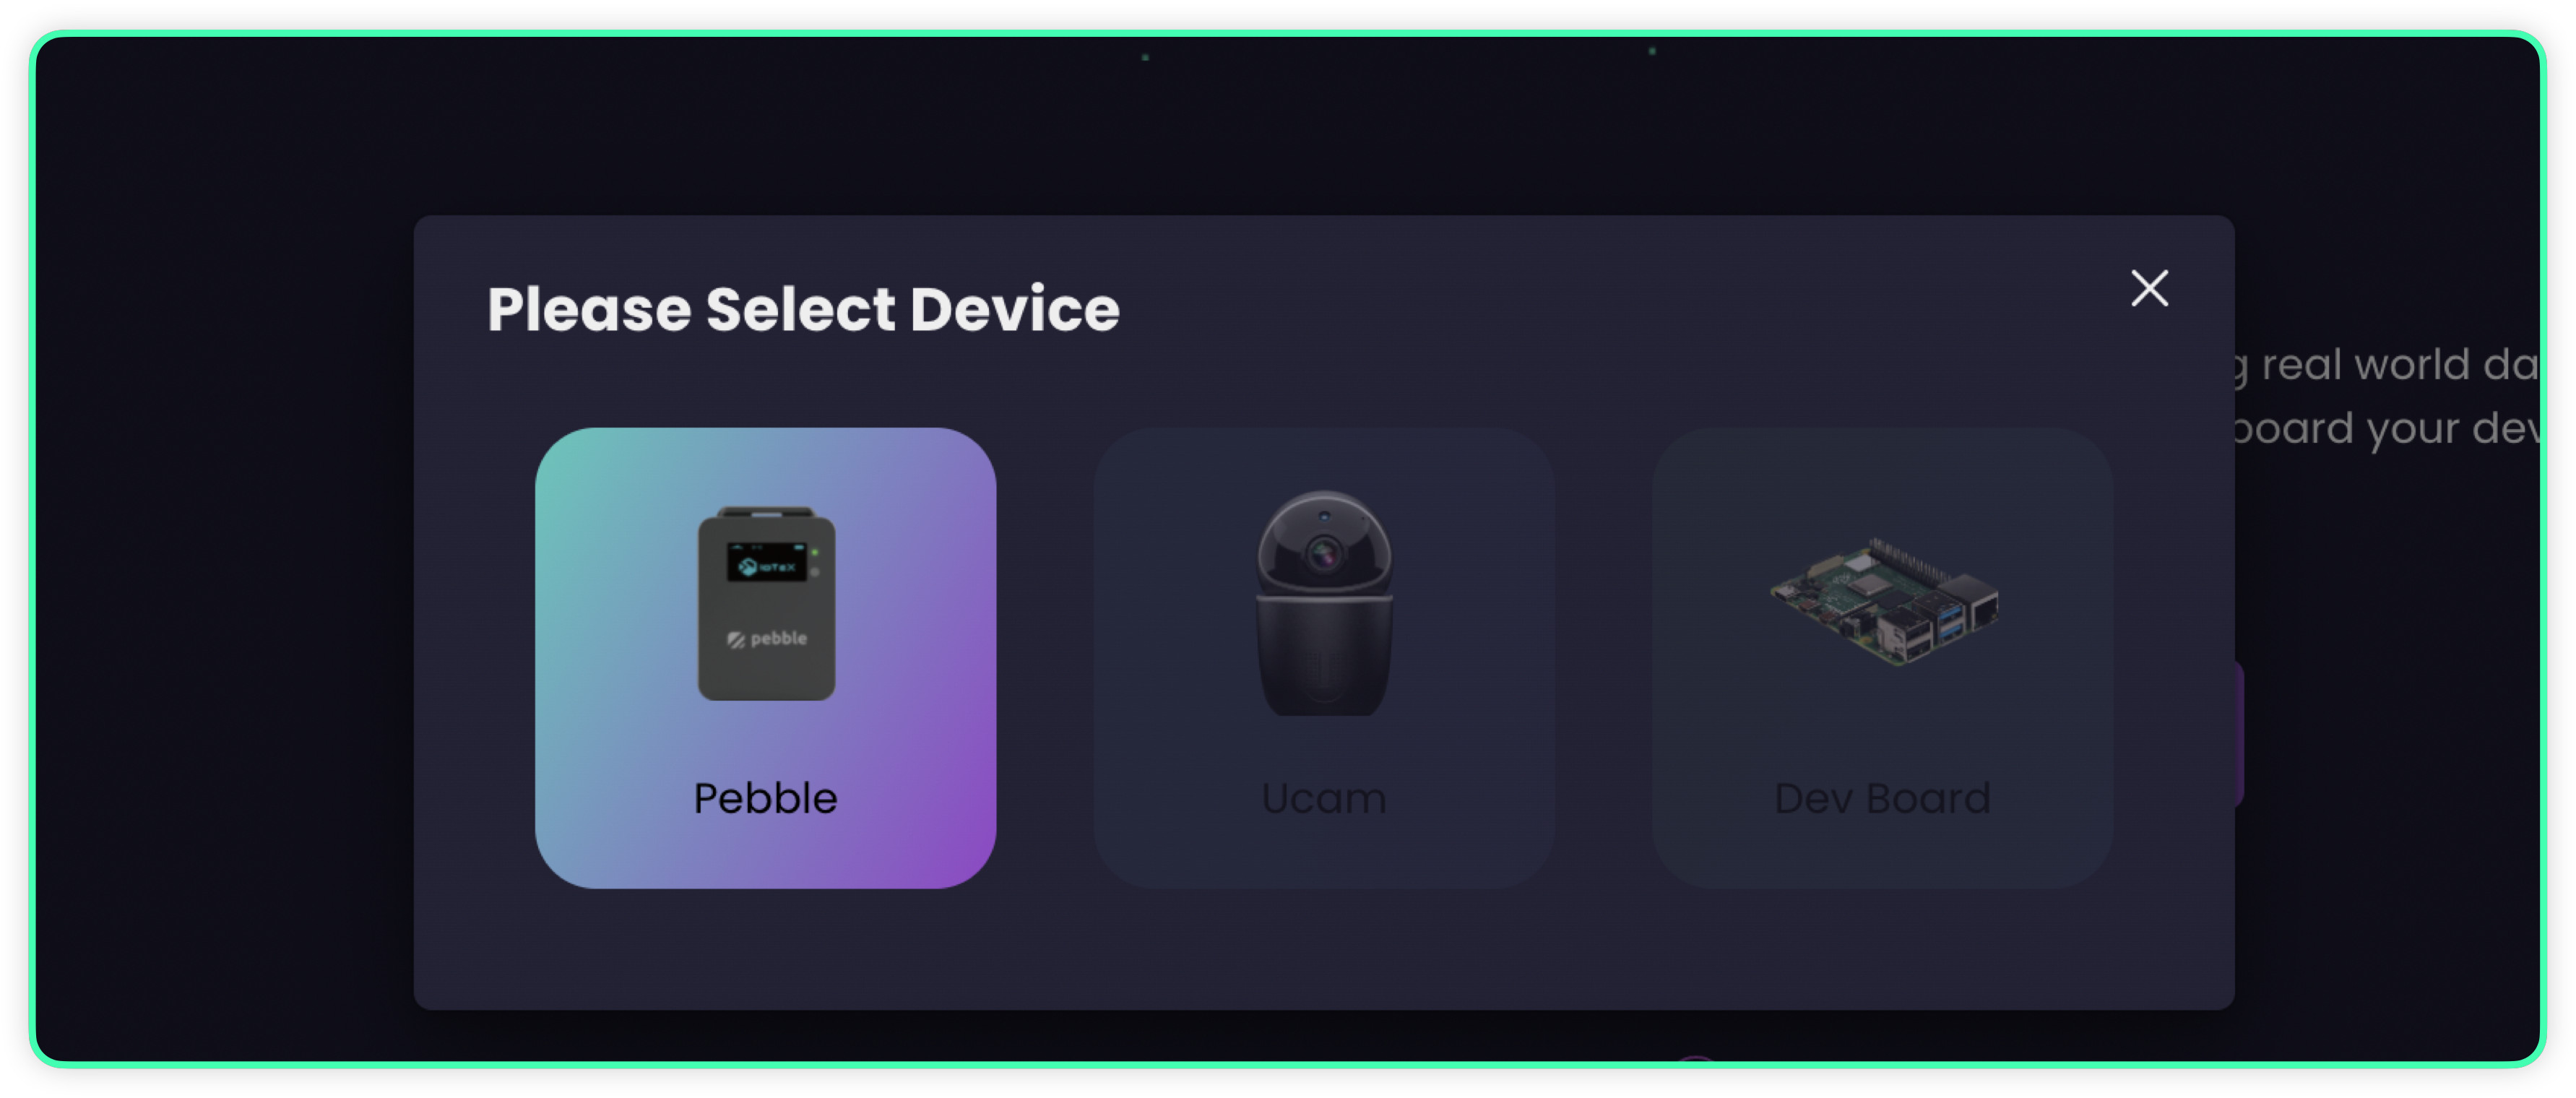 Please Select Device
g real world da
board your dev
IoTeX
pebble
Pebble
Ucam
Dev Board